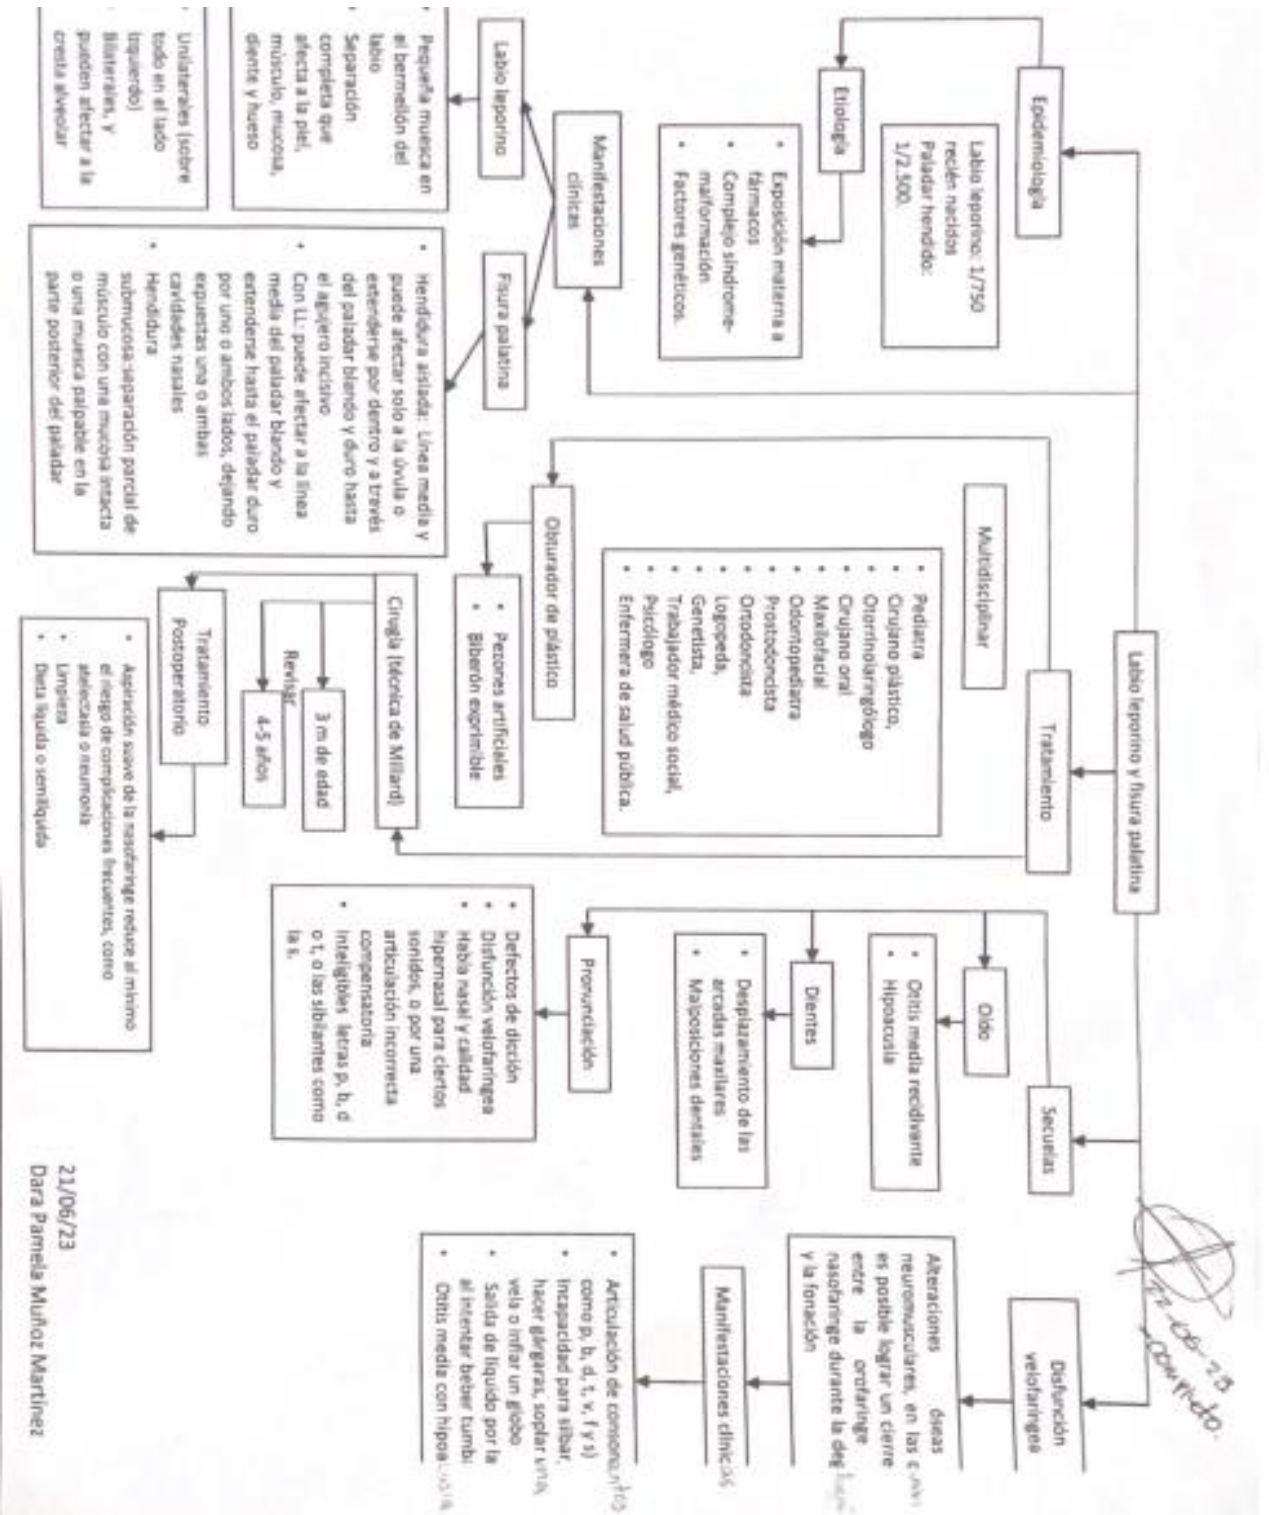 Labio leporino y fisura palatina
Epidemiología
Labio leporino: 1/750
recién nacidos
Paladar hendido:
1/2.500.
Etiología
• Exposición materna a
fármacos
• Complejo síndrome-
malformación
• Factores genéticos.
Manifestaciones
clínicas
Labio leporino
• Pequeña muesca en
el bermellón del
labio
• Separación
completa que
afecta a la piel,
músculo, mucosa,
diente y hueso
• Unilaterales (sobre
todo en el lado
izquierdo)
• Bilaterales, y
pueden afectar a la
cresta alveolar
Fisura palatina
• Hendidura aislada: Línea media y
puede afectar solo a la úvula o
extenderse por dentro y a través
del paladar blando y duro hasta
el agujero incisivo
• Con LL: puede afectar a la línea
media del paladar blando y
extenderse hasta el paladar duro
por uno o ambos lados, dejando
expuestas una o ambas
cavidades nasales
• Hendidura
submucosa:separación parcial de
músculo con una mucosa intacta
o una muesca palpable en la
parte posterior del paladar
Tratamiento
Multidisciplinar
• Pediatra
• Cirujano plástico,
• Otorrinolaringólogo
• Cirujano oral
• Maxilofacial
• Odontopediatra
• Prostodoncista
• Ortodoncista
• Logopeda,
• Genetista,
• Trabajador médico social,
• Psicólogo
• Enfermera de salud pública.
Obturador de plástico
• Pezones artificiales
• Biberón exprimible
Cirugía (técnica de Millard)
3 m de edad
Revisar
4-5 años
Tratamiento
Postoperatorio
• Aspiración suave de la nasofaringe reduce al mínimo
el riesgo de complicaciones frecuentes, como
atelectasia o neumonía
• Limpieza
• Dieta líquida o semilíquida
Secuelas
Oído
• Otitis media recidivante
• Hipoacusia
Dientes
• Desplazamiento de las
arcadas maxilares
• Malposiciones dentales
Pronunciación
• Defectos de dicción
• Disfunción velofaríngea
• Habla nasal y calidad
hipernasal para ciertos
sonidos, o por una
articulación incorrecta
compensatoria
• Inteligibles letras p, b, d
o t, o las sibilantes como
la s.
Disfunción
velofaríngea
Alteraciones óseas
neuromusculares, en las
es posible lograr un cierre
entre la orofaringe
nasofaringe durante la
y la fonación
Manifestaciones clínicas
• Articulación de consonantes
como p, b, d, t, v, f y s)
• Incapacidad para silbar,
hacer gárgaras, soplar una
vela o inflar un globo
• Salida de líquido por la
al intentar beber tumb
• Otitis media con hipoacusia
22-06-23
21/06/23
Dara Pamela Muñoz Martínez